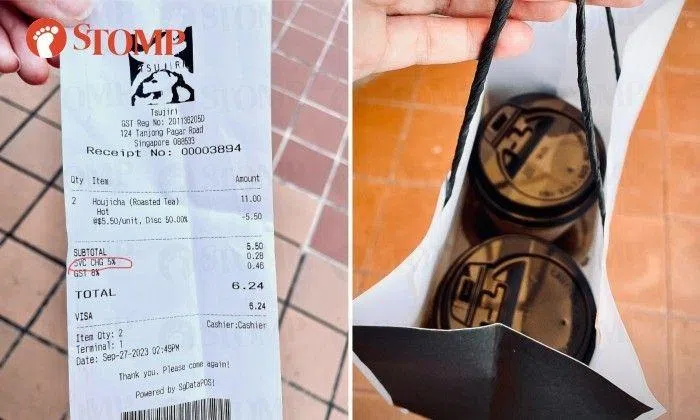 STOMP
TSUJIRI
Tsujiri
GST Reg No: 201136205D
124 Tanjong Pagar Road
Singapore 088533
Receipt No: 00003894
Qty Item Amount
2 Houjicha (Roasted Tea) 11.00
Hot
@$5.50/unit, Disc 50.00% -5.50
SUBTOTAL 5.50
SVC CHG 5% 0.28
GST 8% 0.46
TOTAL 6.24
VISA 6.24
Cashier:Cashier
Item Qty: 2
Terminal: 1
Date: Sep-27-2023 02:49PM
Thank you. Please come again!
Powered by SgDataPOS!